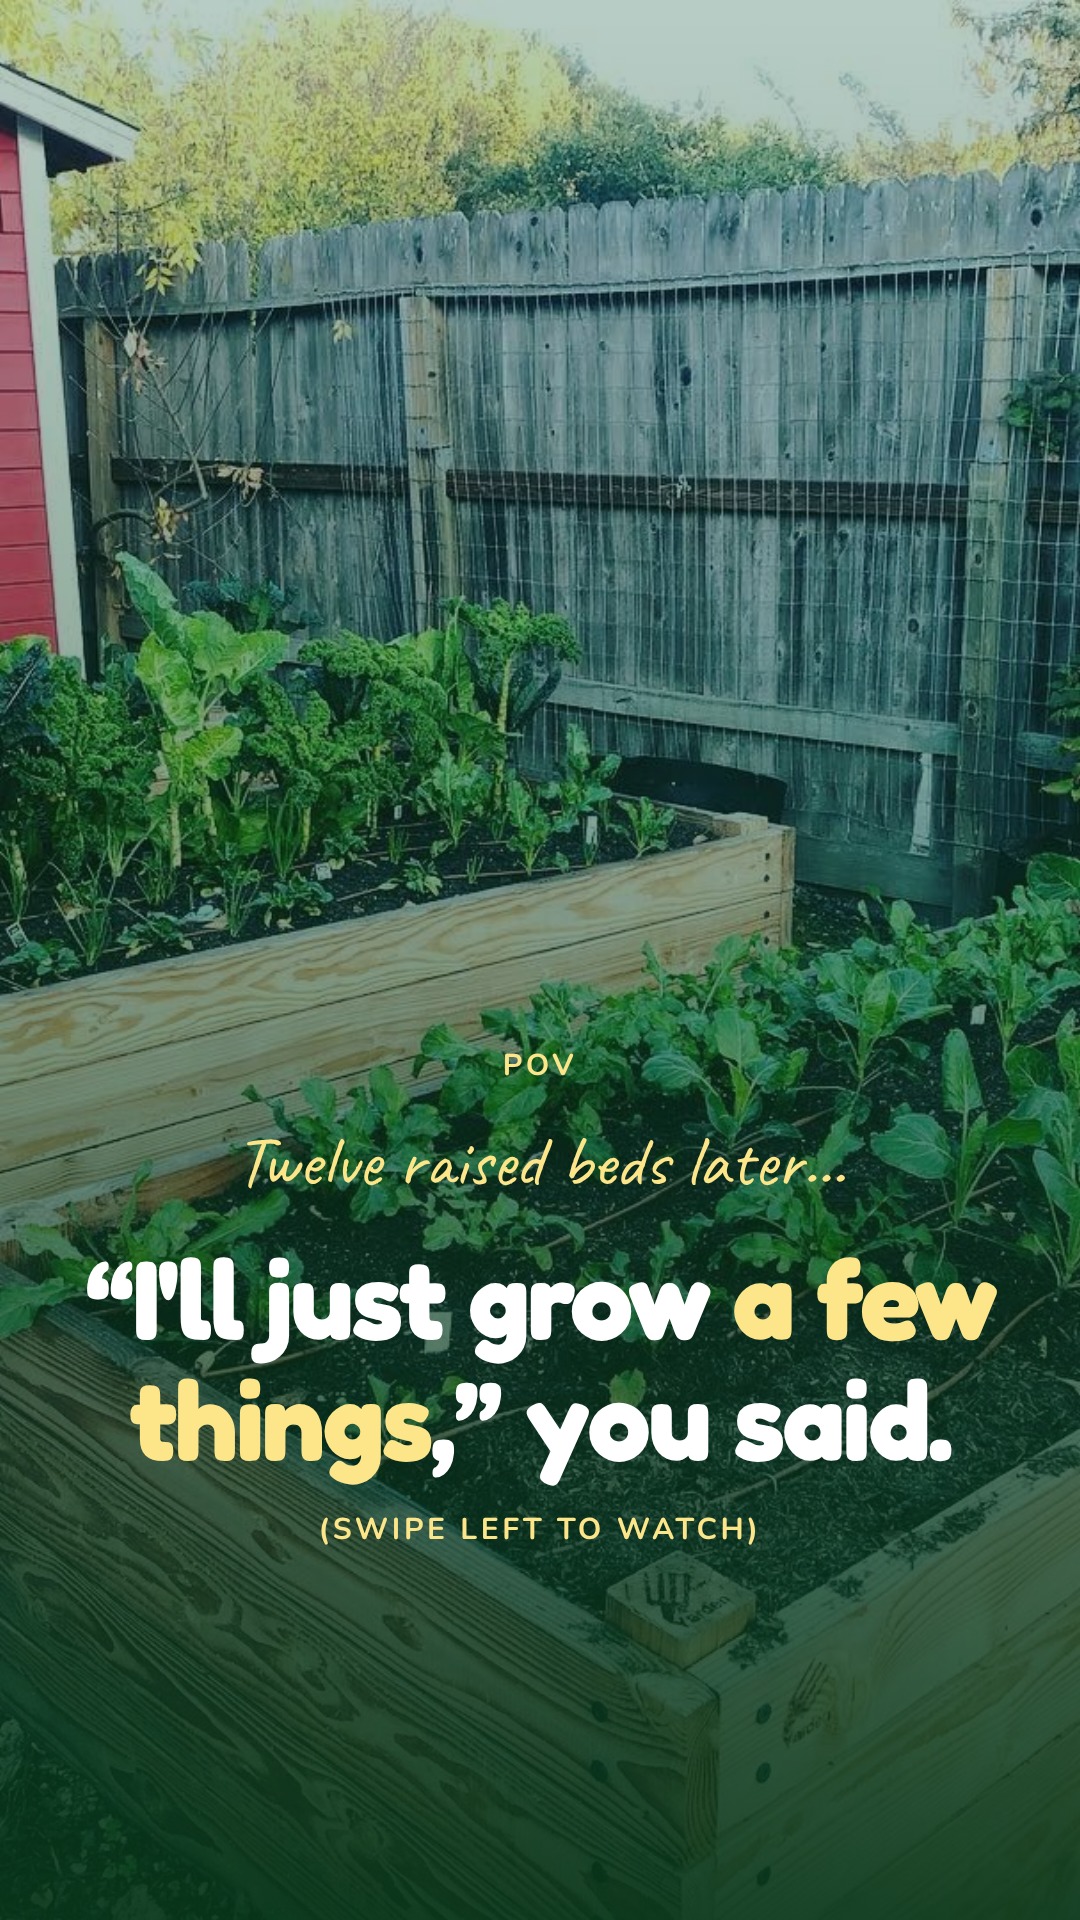 POV
Twelve raised beds later...
“I'll just grow a few
things,” you said.
(SWIPE LEFT TO WATCH)